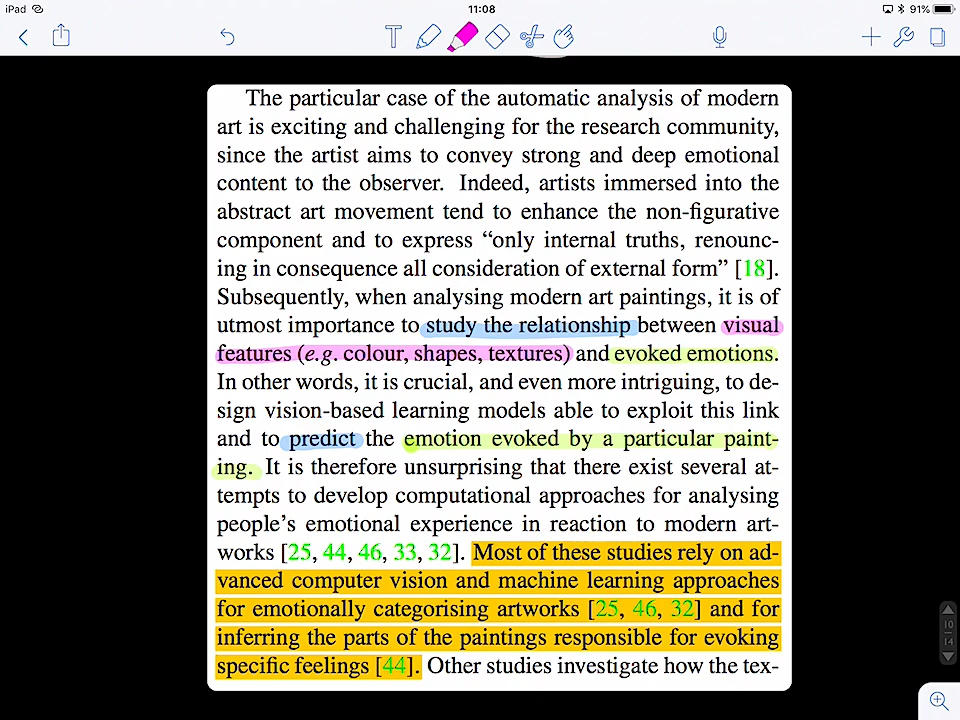 iPad
11:08
91%
T
The particular case of the automatic analysis of modern
art is exciting and challenging for the research community,
since the artist aims to convey strong and deep emotional
content to the observer. Indeed, artists immersed into the
abstract art movement tend to enhance the non-figurative
component and to express “only internal truths, renounc-
ing in consequence all consideration of external form” [18].
Subsequently, when analysing modern art paintings, it is of
utmost importance to study the relationship between visual
features (e.g. colour, shapes, textures) and evoked emotions.
In other words, it is crucial, and even more intriguing, to de-
sign vision-based learning models able to exploit this link
and to predict the emotion evoked by a particular paint-
ing. It is therefore unsurprising that there exist several at-
tempts to develop computational approaches for analysing
people’s emotional experience in reaction to modern art-
works [25, 44, 46, 33, 32]. Most of these studies rely on ad-
vanced computer vision and machine learning approaches
for emotionally categorising artworks [25, 46, 32] and for
inferring the parts of the paintings responsible for evoking
specific feelings [44]. Other studies investigate how the tex-
10
14